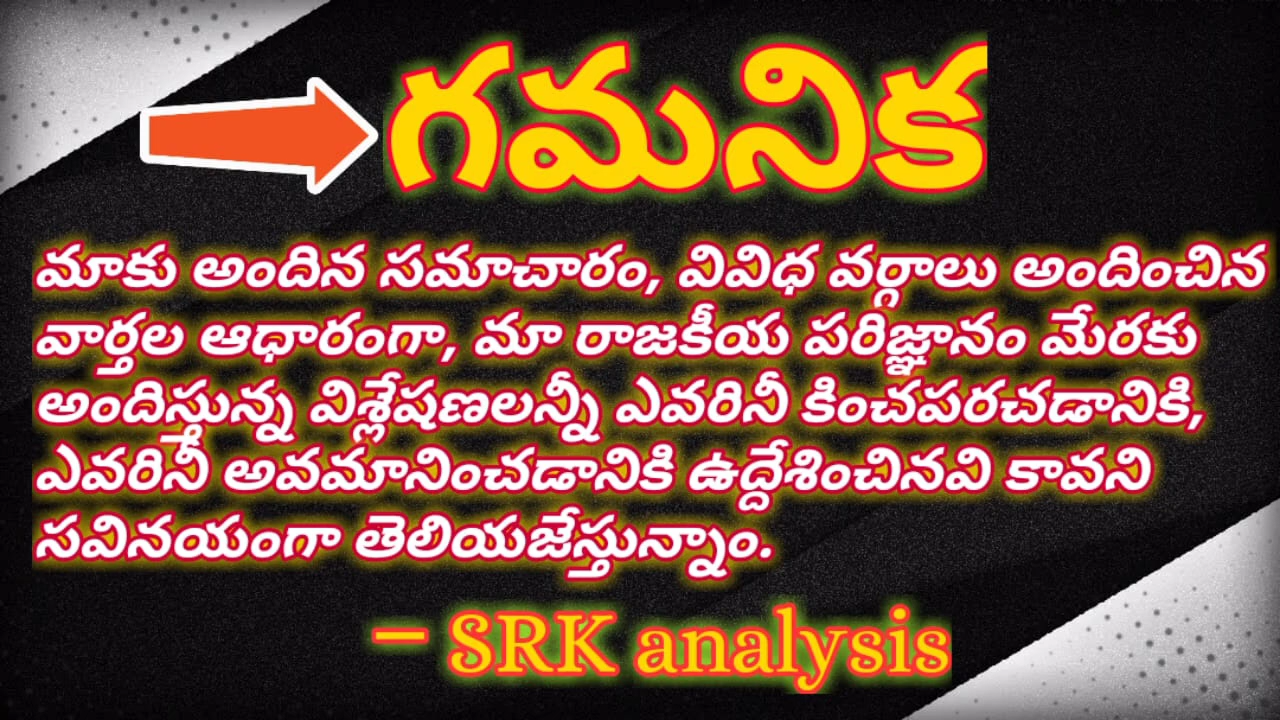 గమనిక
మాకు అందిన సమాచారం, వివిధ వర్గాలు అందించిన
వార్తల ఆధారంగా, మా రాజకీయ పరిజ్ఞానం మేరకు
అందిస్తున్న విశ్లేషణలన్నీ ఎవరినీ కించపరచడానికి,
ఎవరినీ అవమానించడానికి ఉద్దేశించినవి కావని
సవినయంగా తెలియజేస్తున్నాం.
– SRK analysis